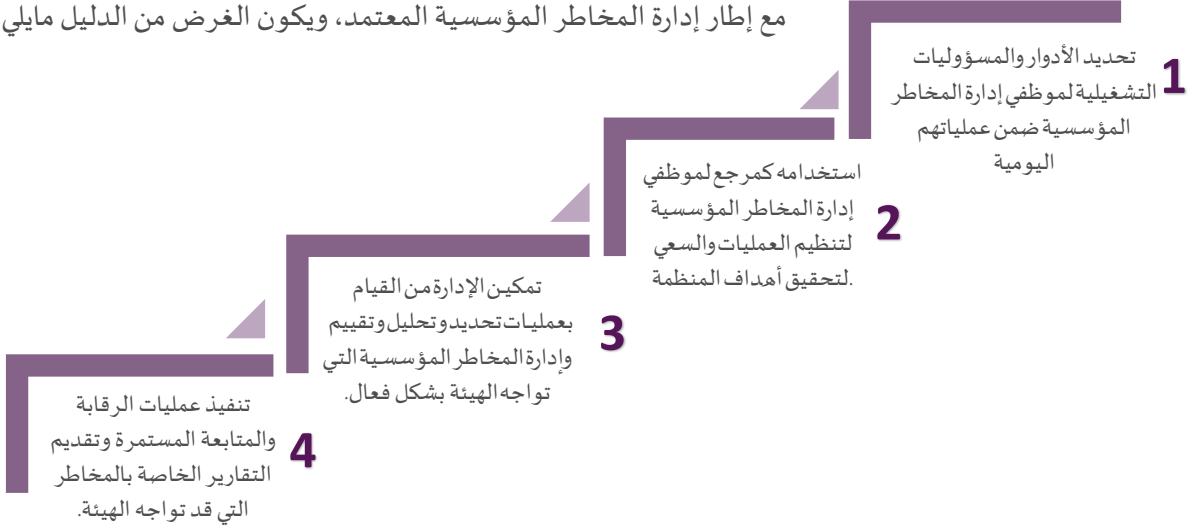 مع إطار إدارة المخاطر المؤسسية المعتمد، ويكون الغرض من الدليل مايلي
1
تحديد الأدوار والمسؤوليات
التشغيلية لموظفي إدارة المخاطر
المؤسسية ضمن عملياتهم
اليومية
2
استخدامه كمرجع لموظفي
إدارة المخاطر المؤسسية
لتنظيم العمليات والسعي
لتحقيق أهداف المنظمة.
3
تمكين الإدارة من القيام
بعمليات تحديد وتحليل وتقييم
وإدارة المخاطر المؤسسية التي
تواجه الهيئة بشكل فعال.
4
تنفيذ عمليات الرقابة
والمتابعة المستمرة وتقديم
التقارير الخاصة بالمخاطر
التي قد تواجه الهيئة.